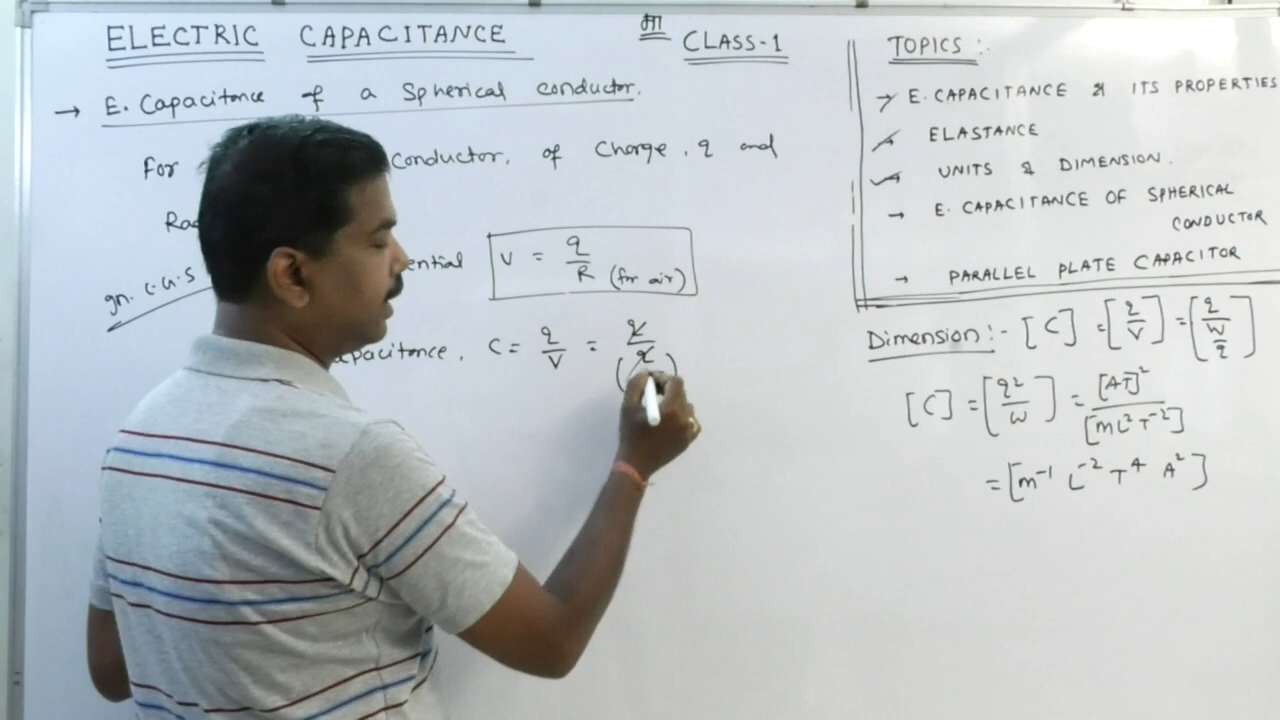 ELECTRIC CAPACITANCE
मा
CLASS-1
→ E. Capacitance of a Spherical conductor.
For conductor, of Charge, q and
Ra
gn. C.G.S
ential V = q/R (for air)
apacitance, C = q/V = q/(q
TOPICS :-
→ E. CAPACITANCE & ITS PROPERTIES
ELASTANCE
UNITS & DIMENSION.
→ E. CAPACITANCE OF SPHERICAL
CONDUCTOR
→ PARALLEL PLATE CAPACITOR
Dimension :- [C] = [q/V] = [q/(W/q)]
[C] = [q²/W] = [AT]²/[ML²T⁻²]
= [M⁻¹ L⁻² T⁴ A²]